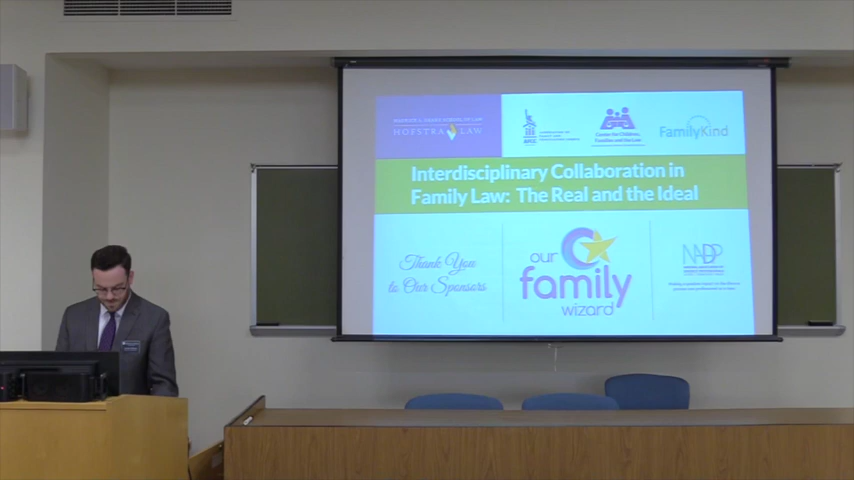 HOFSTRA LAW
AFCC
Center for Children,
Families and the Law
FamilyKind
Interdisciplinary Collaboration in
Family Law: The Real and the Ideal
Thank You
to Our Sponsors
our
family
wizard